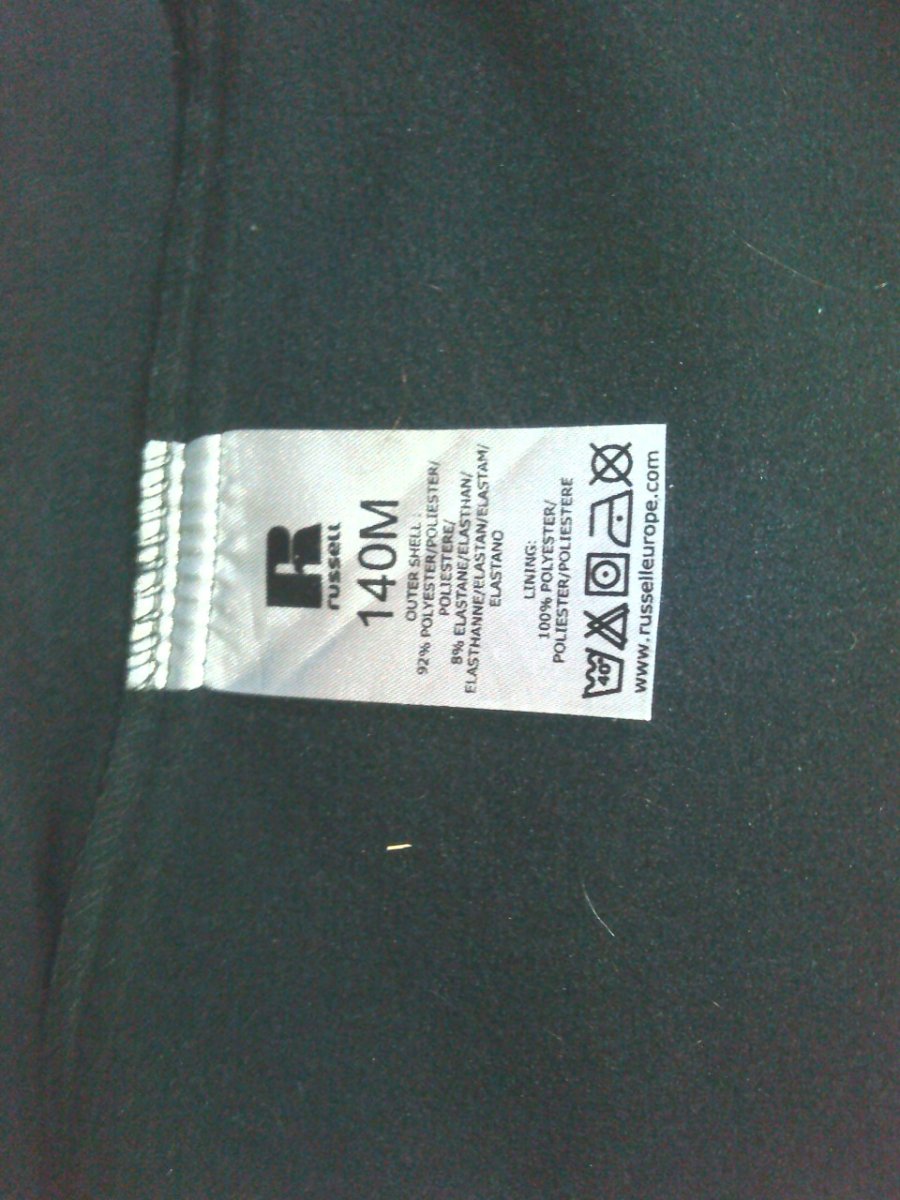 R
russell
140M
OUTER SHELL :
92% POLYESTER/POLIESTER/
POLIESTERE/
8% ELASTANE/ELASTHAN/
ELASTHANNE/ELASTAN/ELASTAM/
ELASTANO
LINING:
100% POLYESTER/
POLIESTER/POLIESTERE
40°
www.russelleurope.com